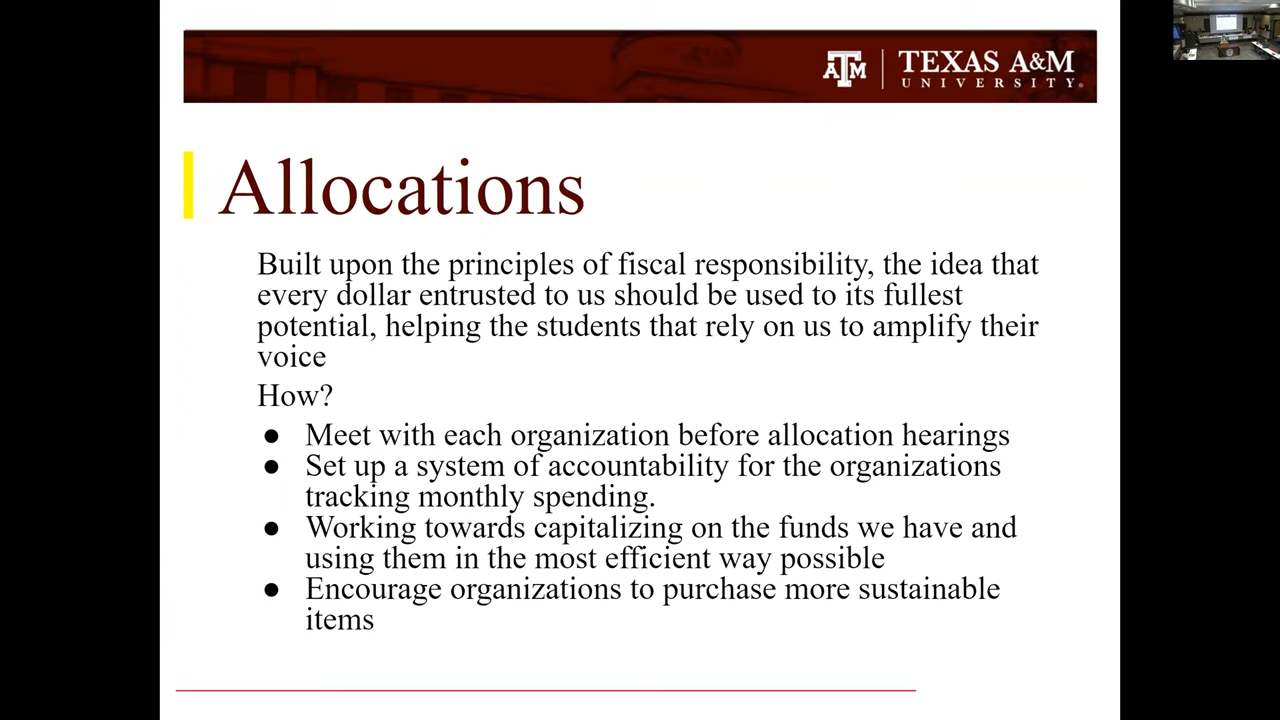 ATM
TEXAS A&M
UNIVERSITY®
Allocations
Built upon the principles of fiscal responsibility, the idea that
every dollar entrusted to us should be used to its fullest
potential, helping the students that rely on us to amplify their
voice
How?
● Meet with each organization before allocation hearings
● Set up a system of accountability for the organizations
tracking monthly spending.
● Working towards capitalizing on the funds we have and
using them in the most efficient way possible
● Encourage organizations to purchase more sustainable
items